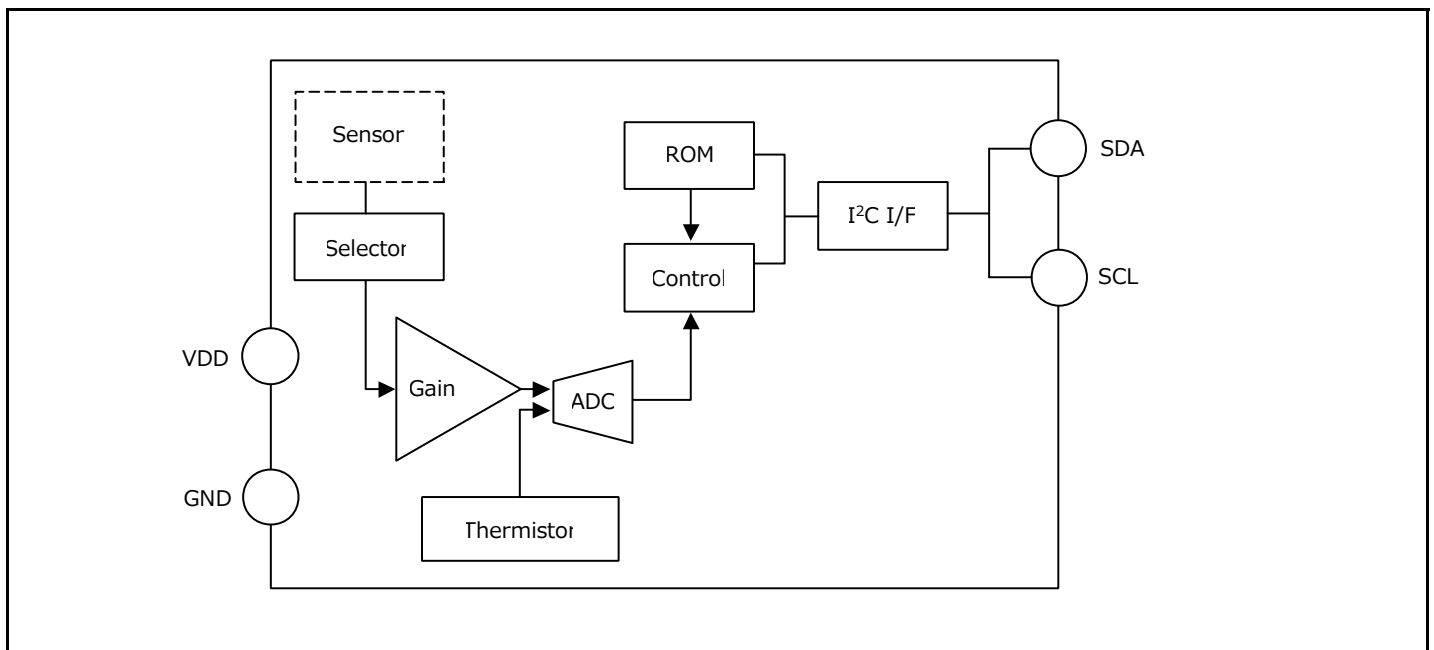 Sensor
ROM
SDA
I²C I/F
Selector
Control
SCL
VDD
Gain
ADC
GND
Thermistor